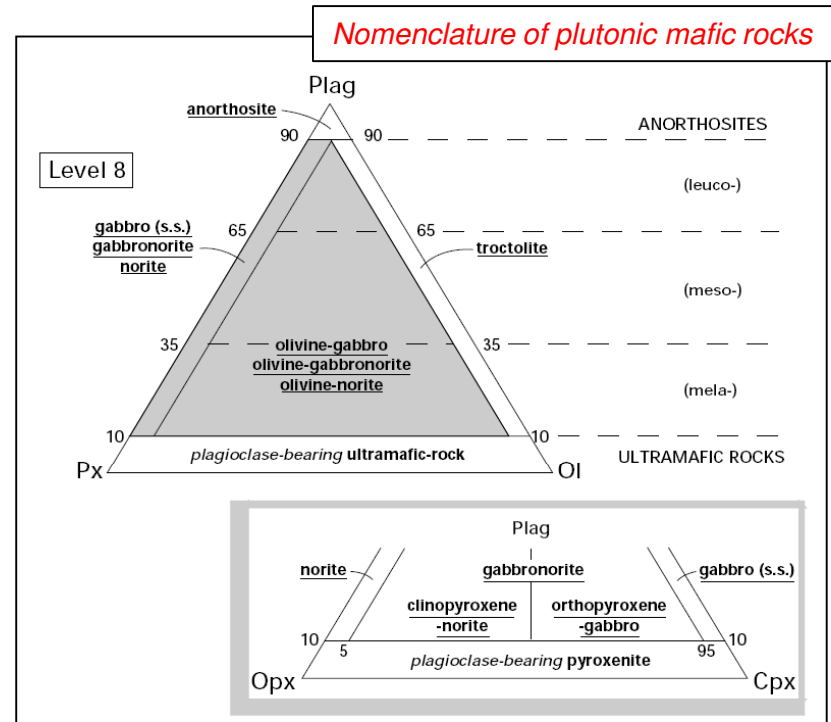 Nomenclature of plutonic mafic rocks
Plag
anorthosite
90
90
ANORTHOSITES
Level 8
(leuco-)
gabbro (s.s.)
gabbronorite
norite
65
65
troctolite
(meso-)
35
35
olivine-gabbro
olivine-gabbronorite
olivine-norite
(mela-)
10
10
plagioclase-bearing ultramafic-rock
Px
Ol
ULTRAMAFIC ROCKS
Plag
norite
gabbronorite
gabbro (s.s.)
clinopyroxene
-norite
orthopyroxene
-gabbro
10
5
95
10
plagioclase-bearing pyroxenite
Opx
Cpx